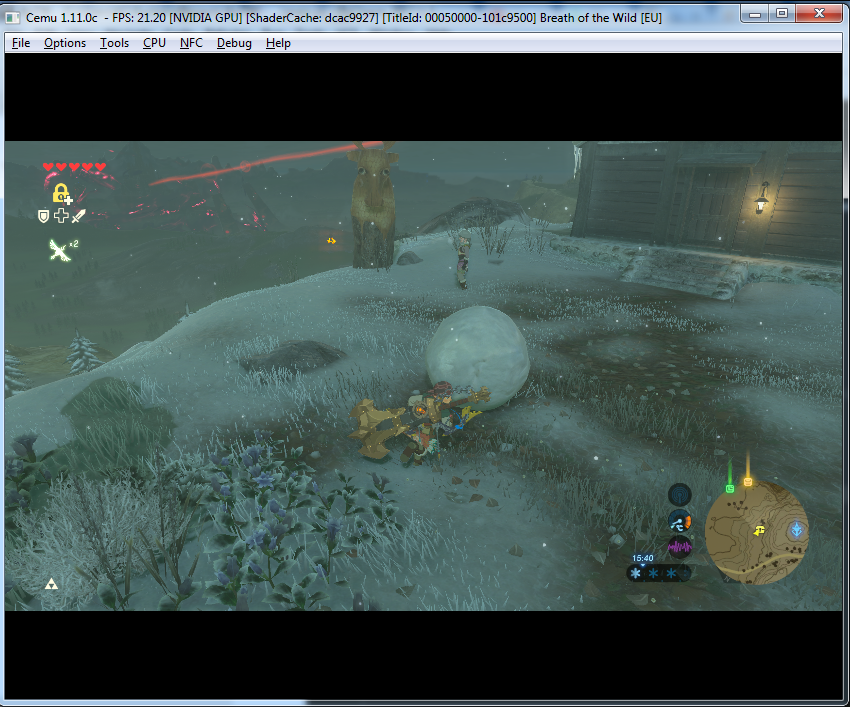 Cemu 1.11.0c - FPS: 21.20 [NVIDIA GPU] [ShaderCache: dcac9927] [TitleId: 00050000-101c9500] Breath of the Wild [EU]
File Options Tools CPU NFC Debug Help
x2
15:40